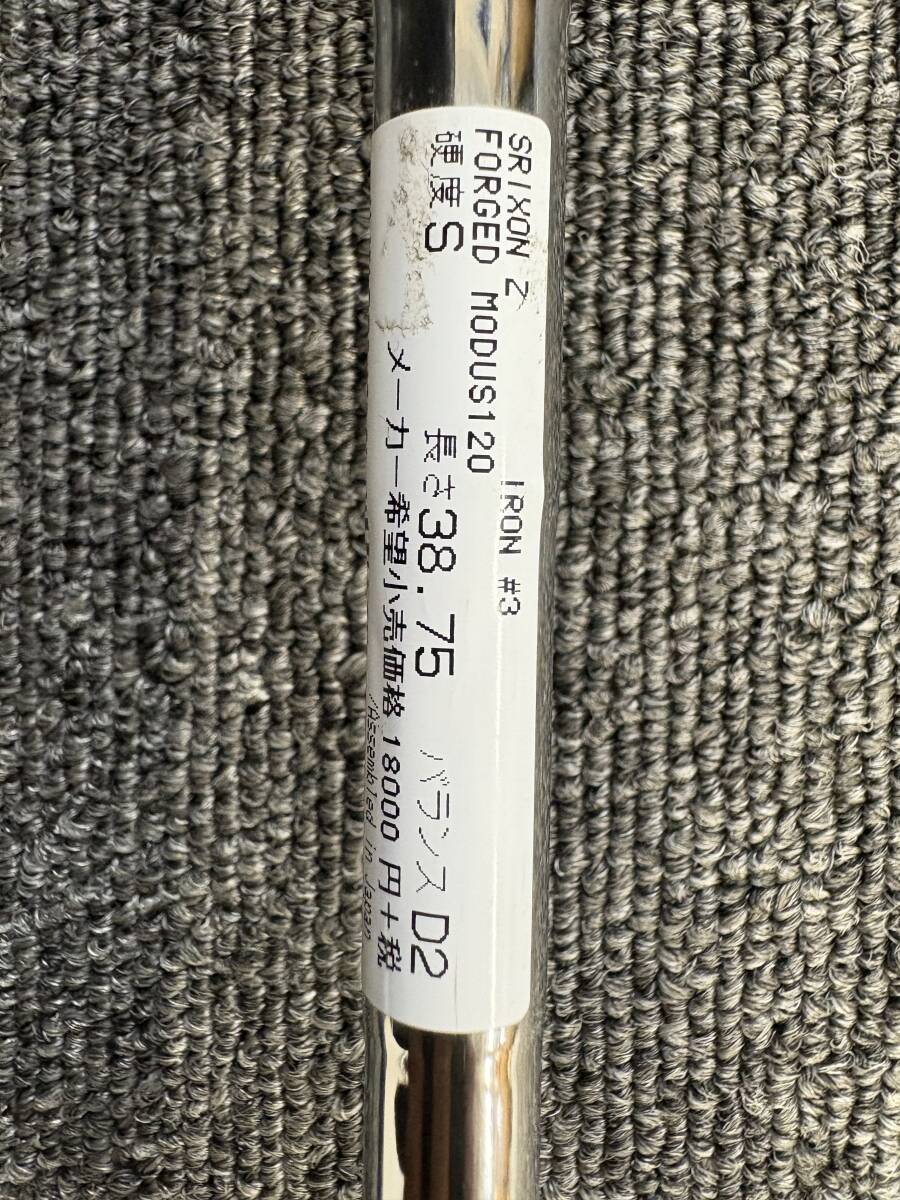 SRIXON Z IRON #3
FORGED MODUS120
硬度 S 長さ 38.75 バランス D2
メーカー希望小売価格 18000 円+税
/Assembled in Japan